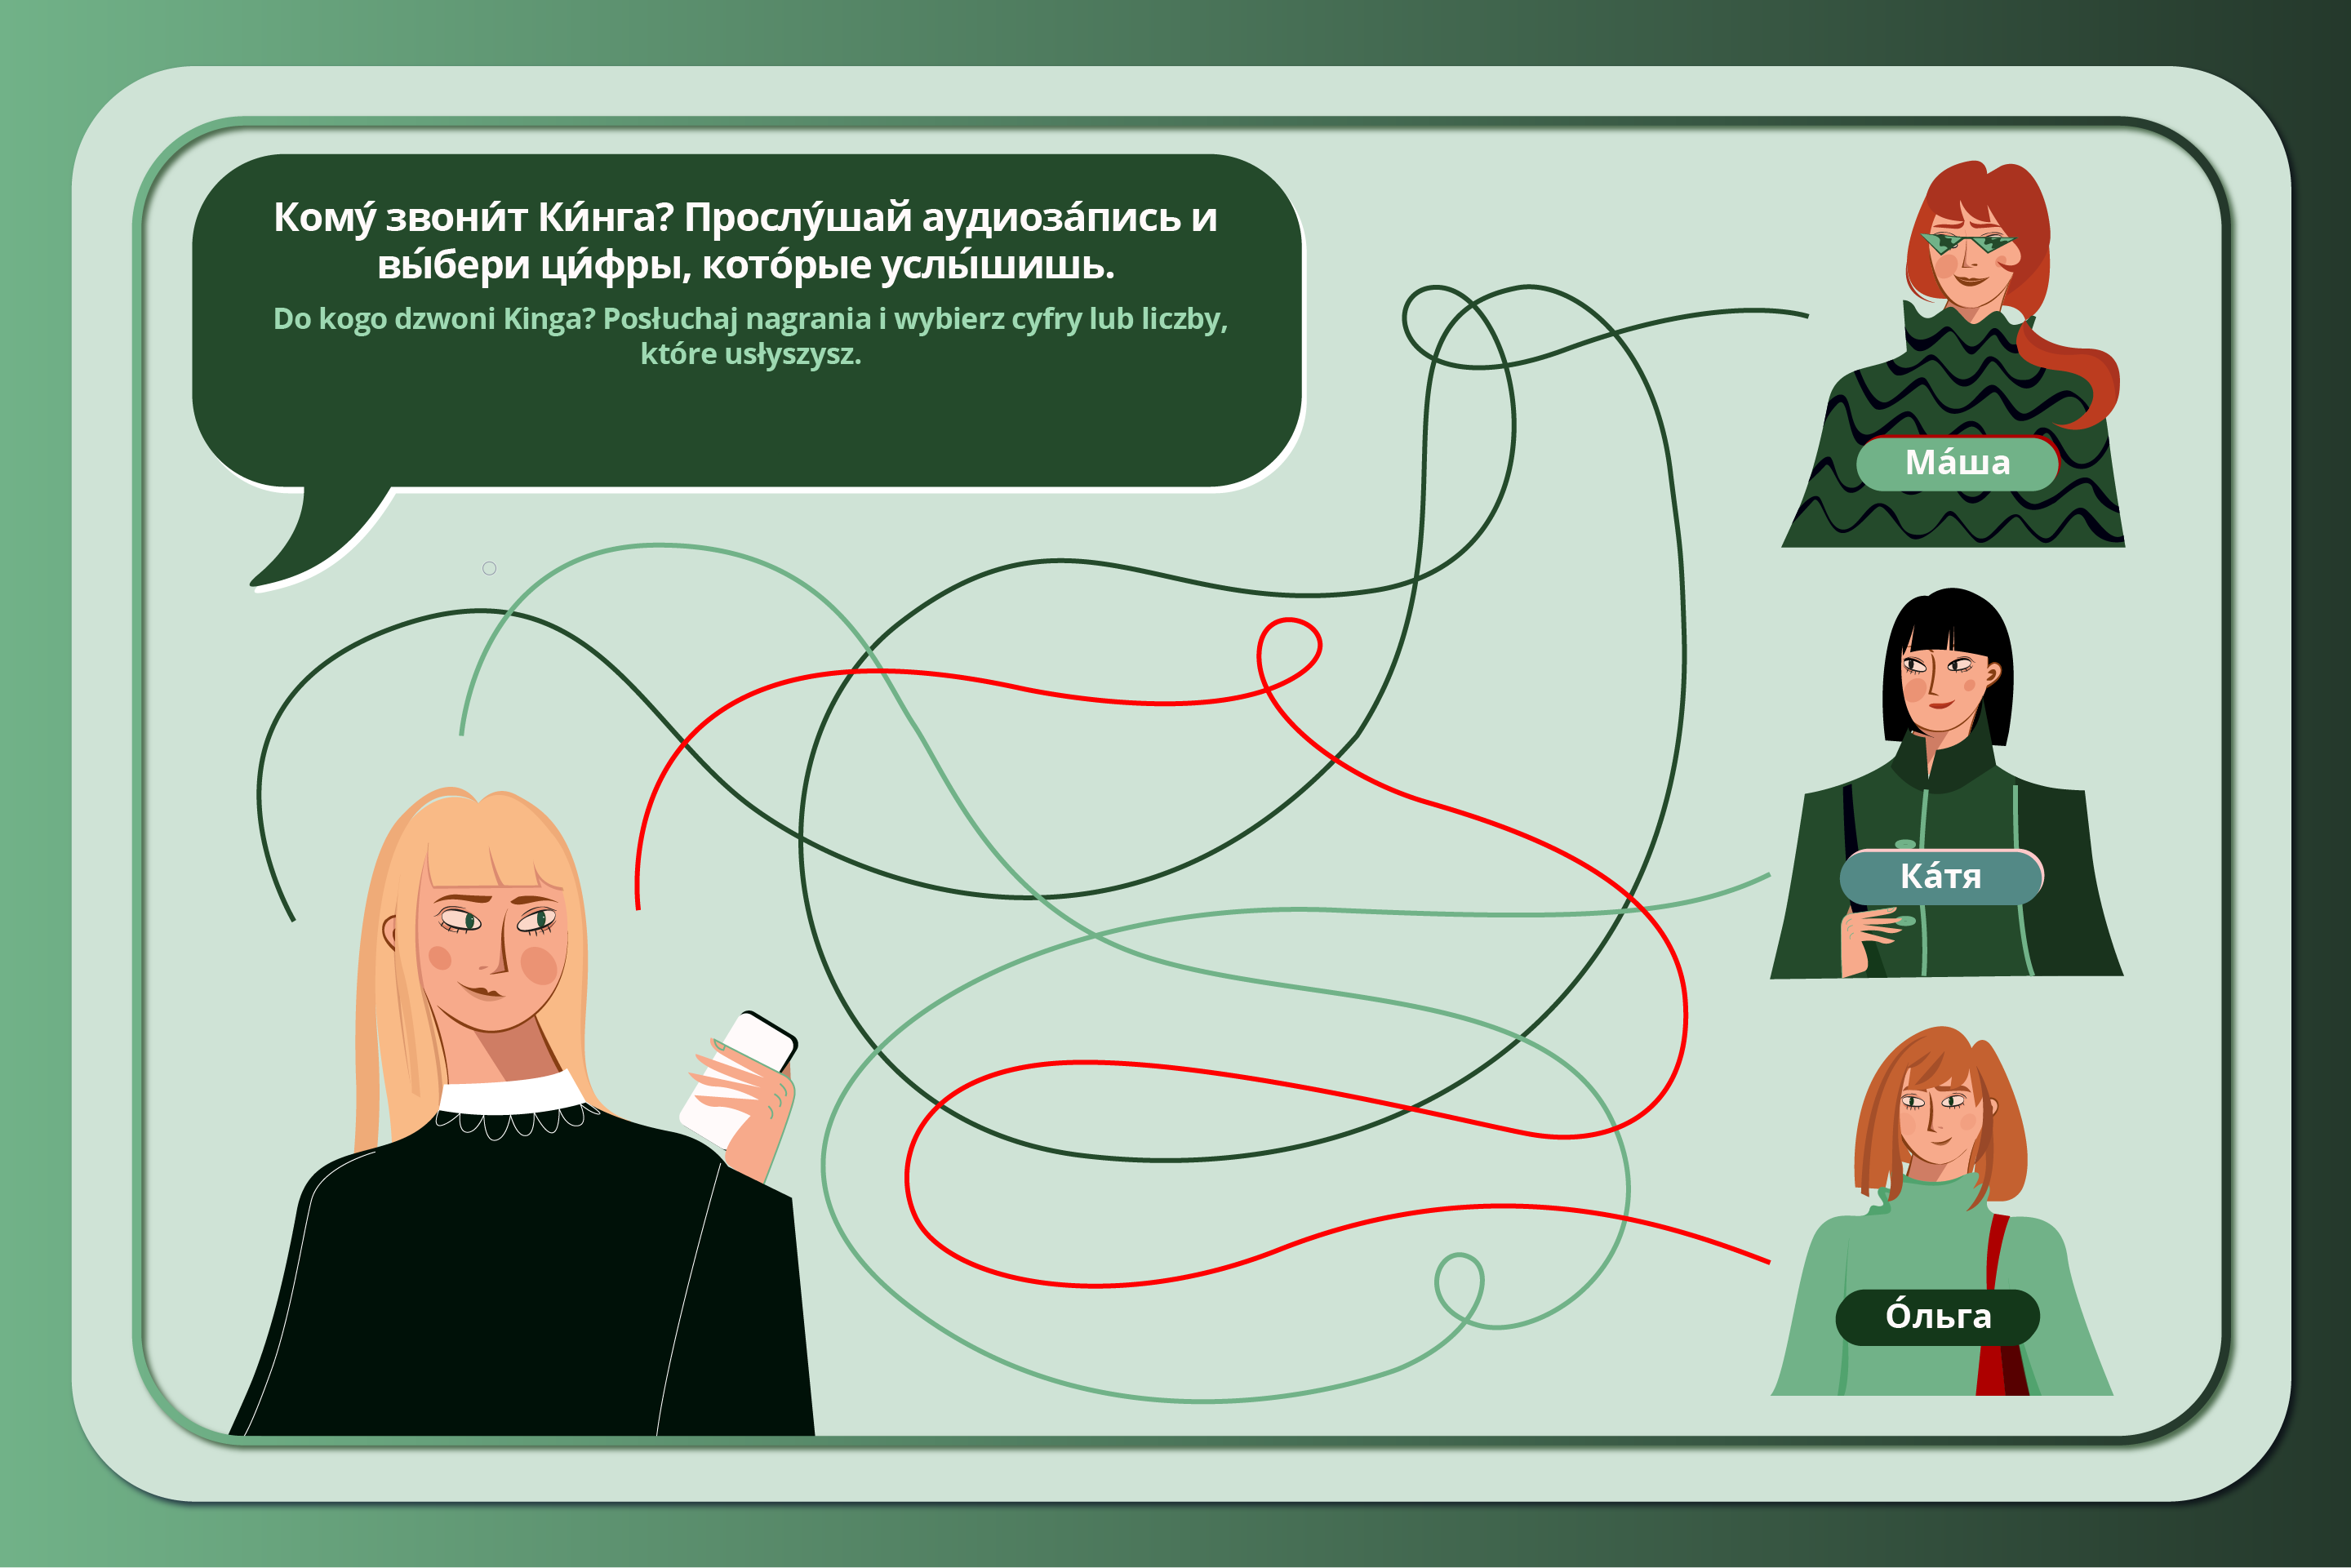 Кому́ звони́т Ки́нга? Прослу́шай аудиоза́пись и
вы́бери ци́фры, кото́рые услы́шишь.
Do kogo dzwoni Kinga? Posłuchaj nagrania i wybierz cyfry lub liczby,
które usłyszysz.
Ма́ша
Ка́тя
О́льга